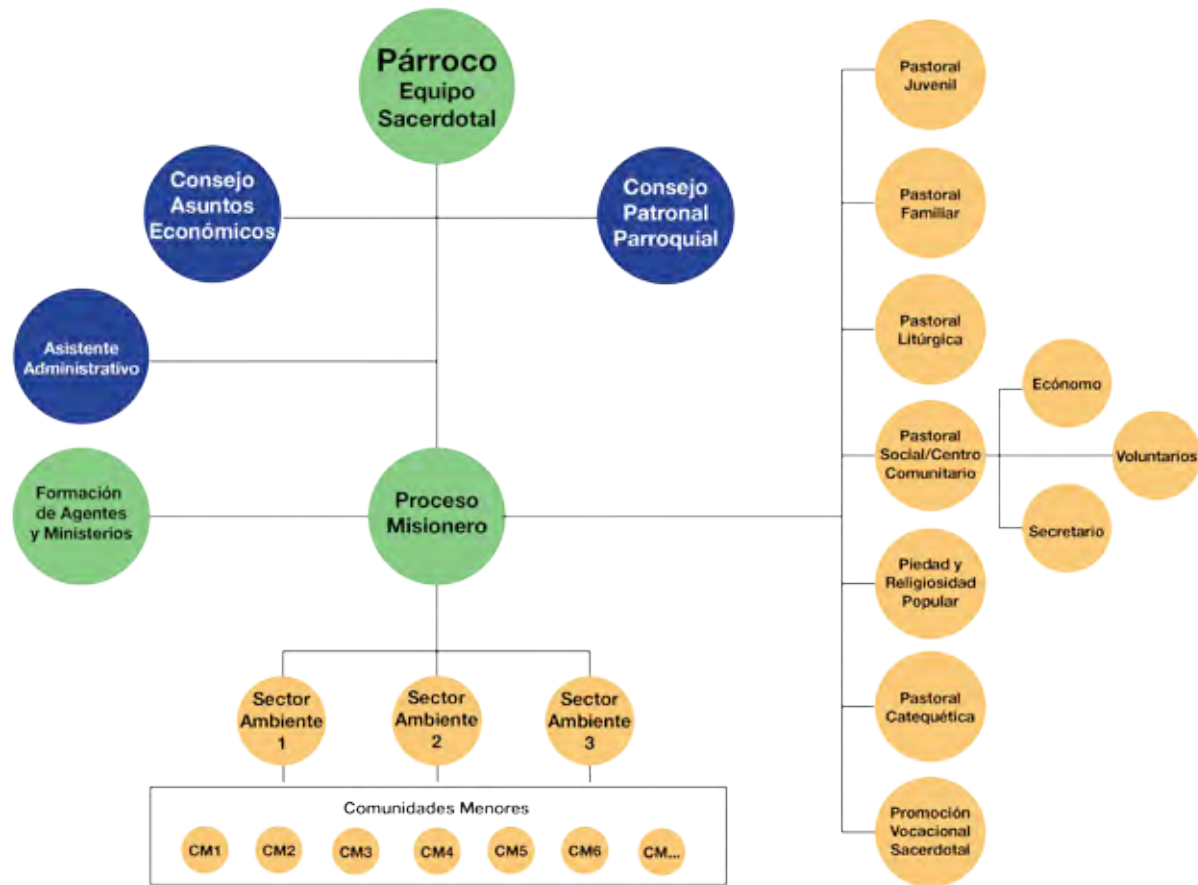 Párroco
Equipo
Sacerdotal
Consejo
Asuntos
Económicos
Consejo
Patronal
Parroquial
Asistente
Administrativo
Formación
de Agentes
y Ministerios
Proceso
Misionero
Sector
Ambiente
1
Sector
Ambiente
2
Sector
Ambiente
3
Comunidades Menores
CM1
CM2
CM3
CM4
CM5
CM6
CM...
Pastoral
Juvenil
Pastoral
Familiar
Pastoral
Litúrgica
Pastoral
Social/Centro
Comunitario
Ecónomo
Voluntarios
Secretario
Piedad y
Religiosidad
Popular
Pastoral
Catequética
Promoción
Vocacional
Sacerdotal